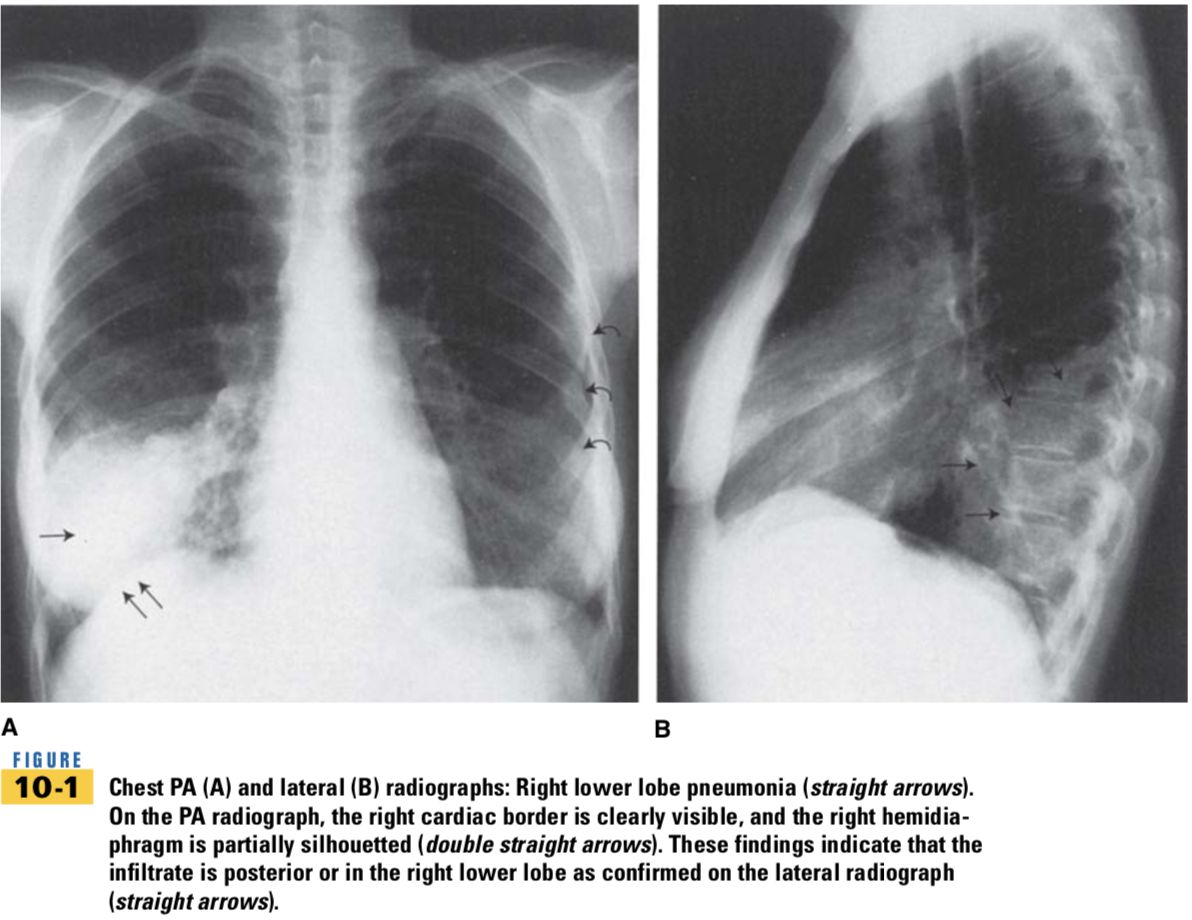 A
B
FIGURE
10-1
Chest PA (A) and lateral (B) radiographs: Right lower lobe pneumonia (straight arrows).
On the PA radiograph, the right cardiac border is clearly visible, and the right hemidia-
phragm is partially silhouetted (double straight arrows). These findings indicate that the
infiltrate is posterior or in the right lower lobe as confirmed on the lateral radiograph
(straight arrows).